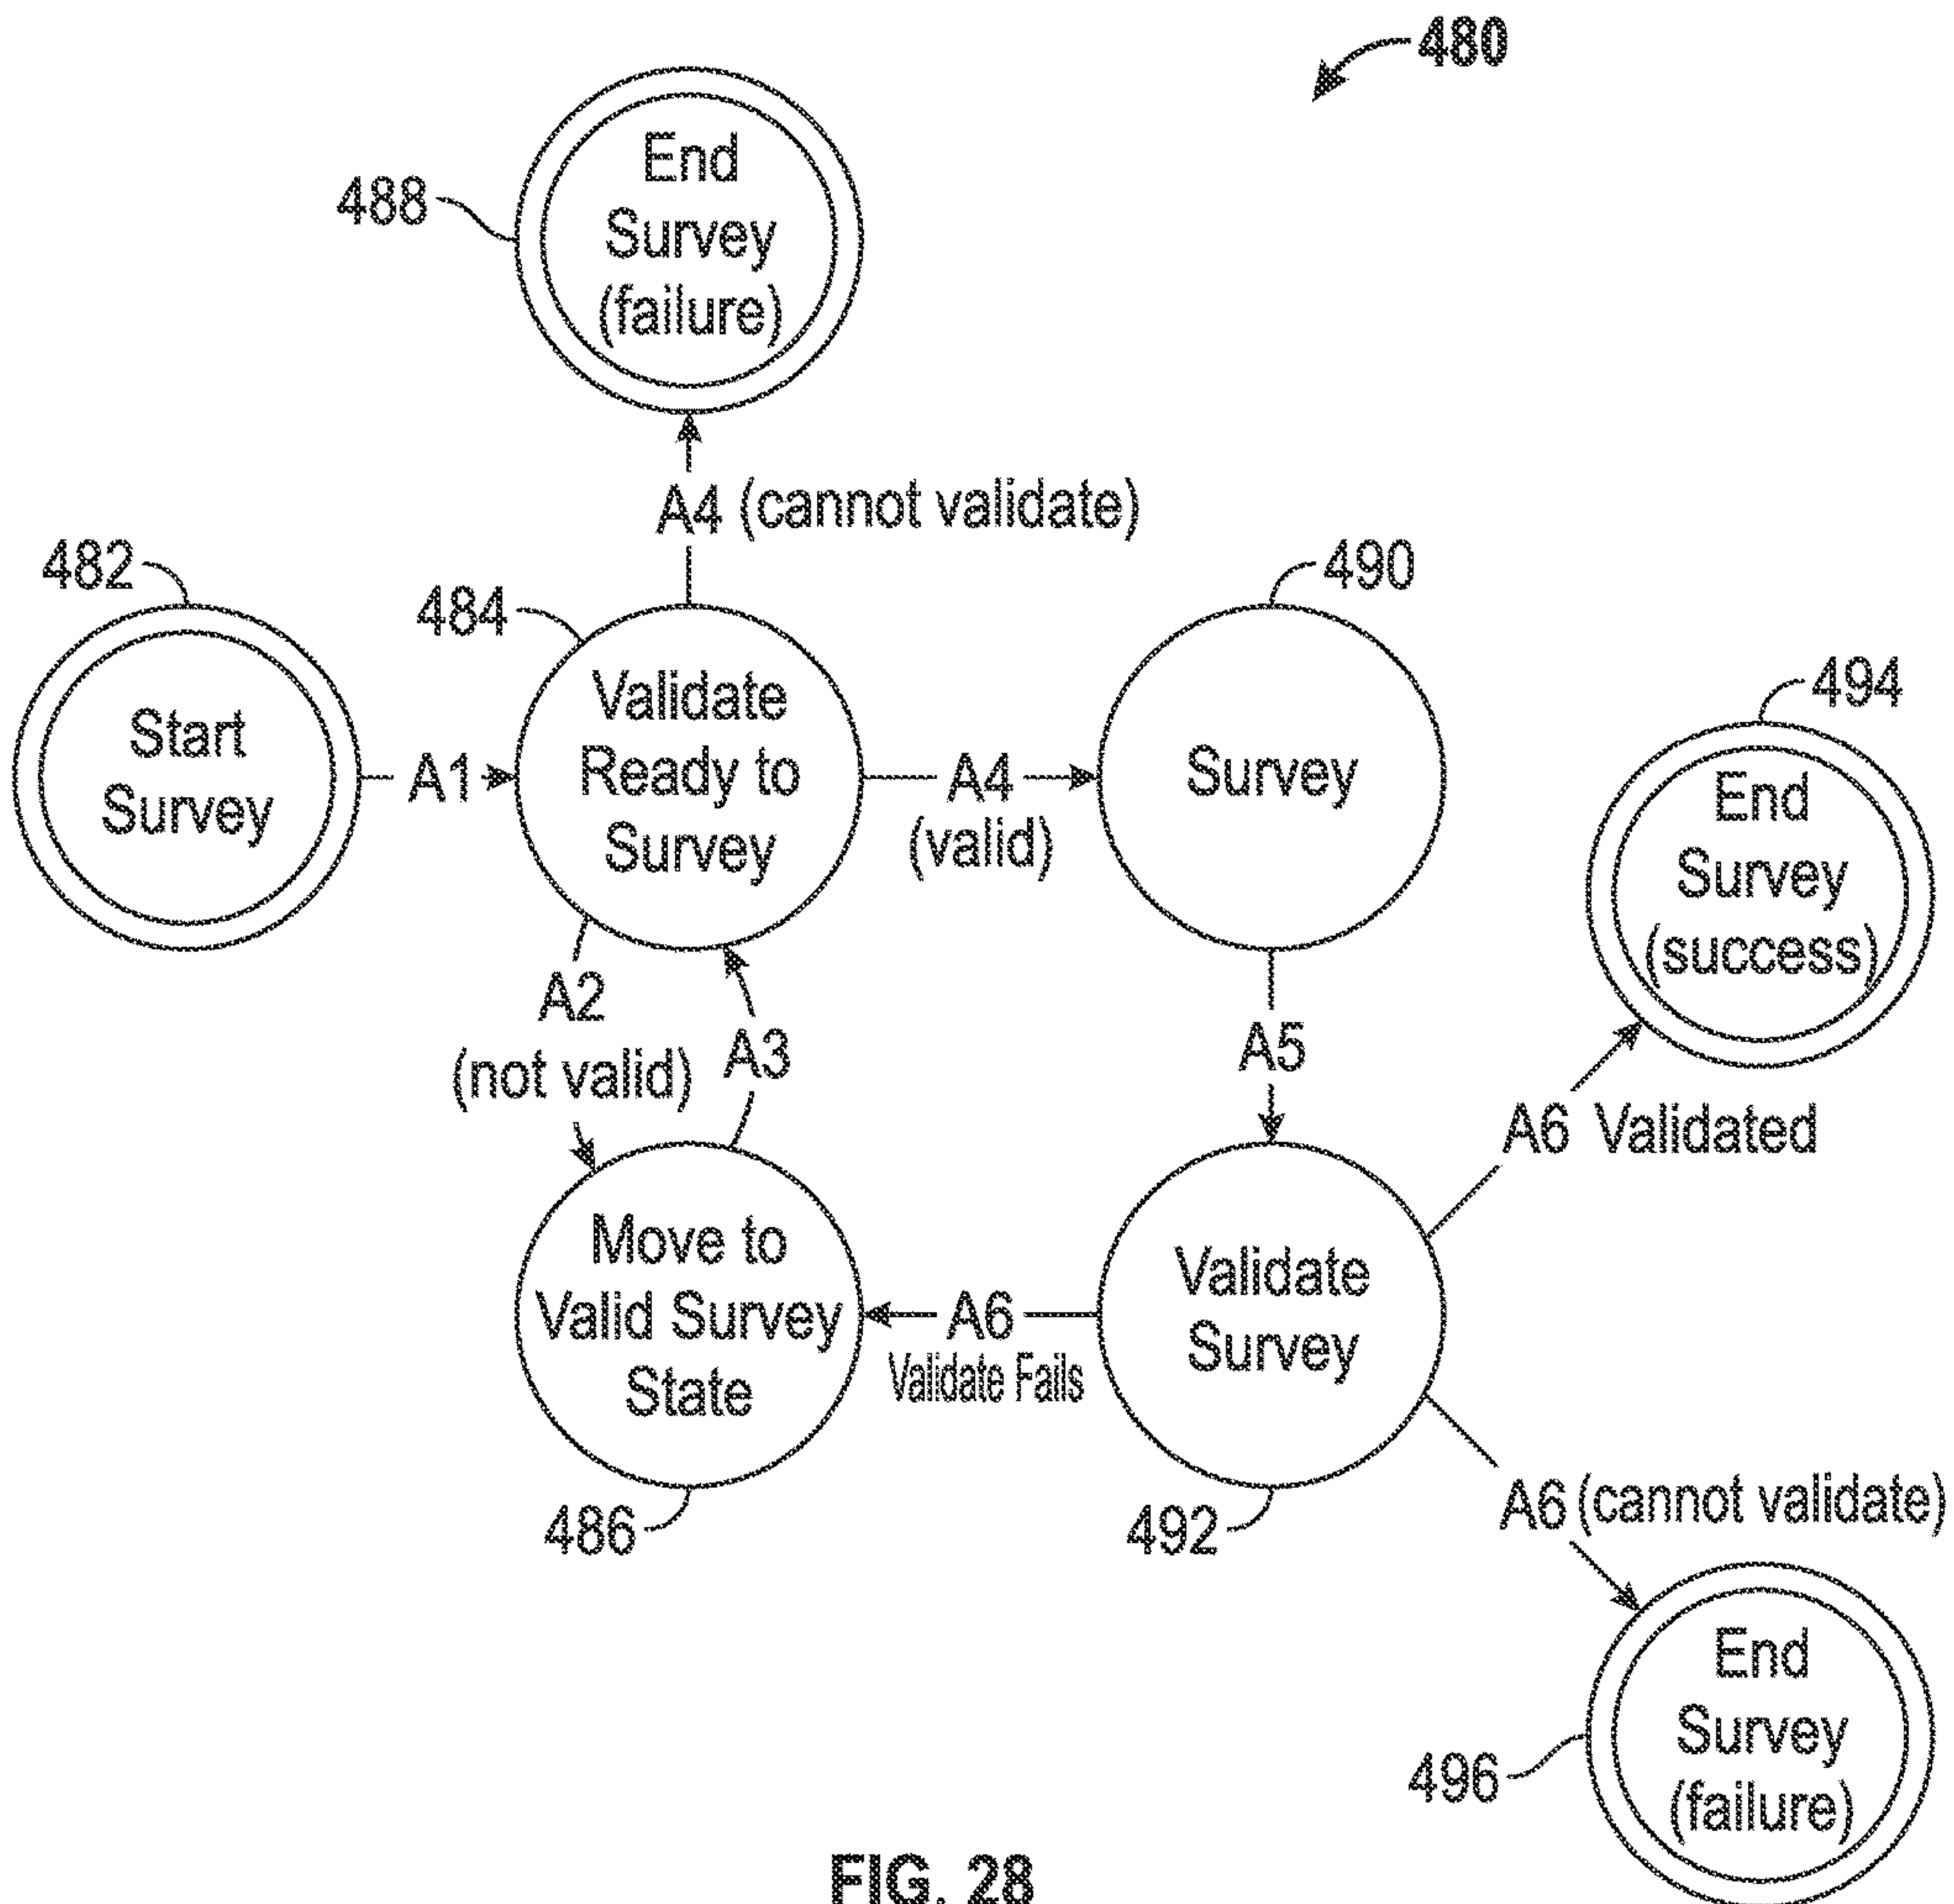 480
488
End
Survey
(failure)
A4 (cannot validate)
482
484
490
Start
Survey
A1
Validate
Ready to
Survey
A4
(valid)
Survey
494
End
Survey
(success)
A2
(not valid)
A3
A5
A6 Validated
Move to
Valid Survey
State
A6
Validate Fails
Validate
Survey
486
492
A6 (cannot validate)
End
Survey
(failure)
496
FIG. 28